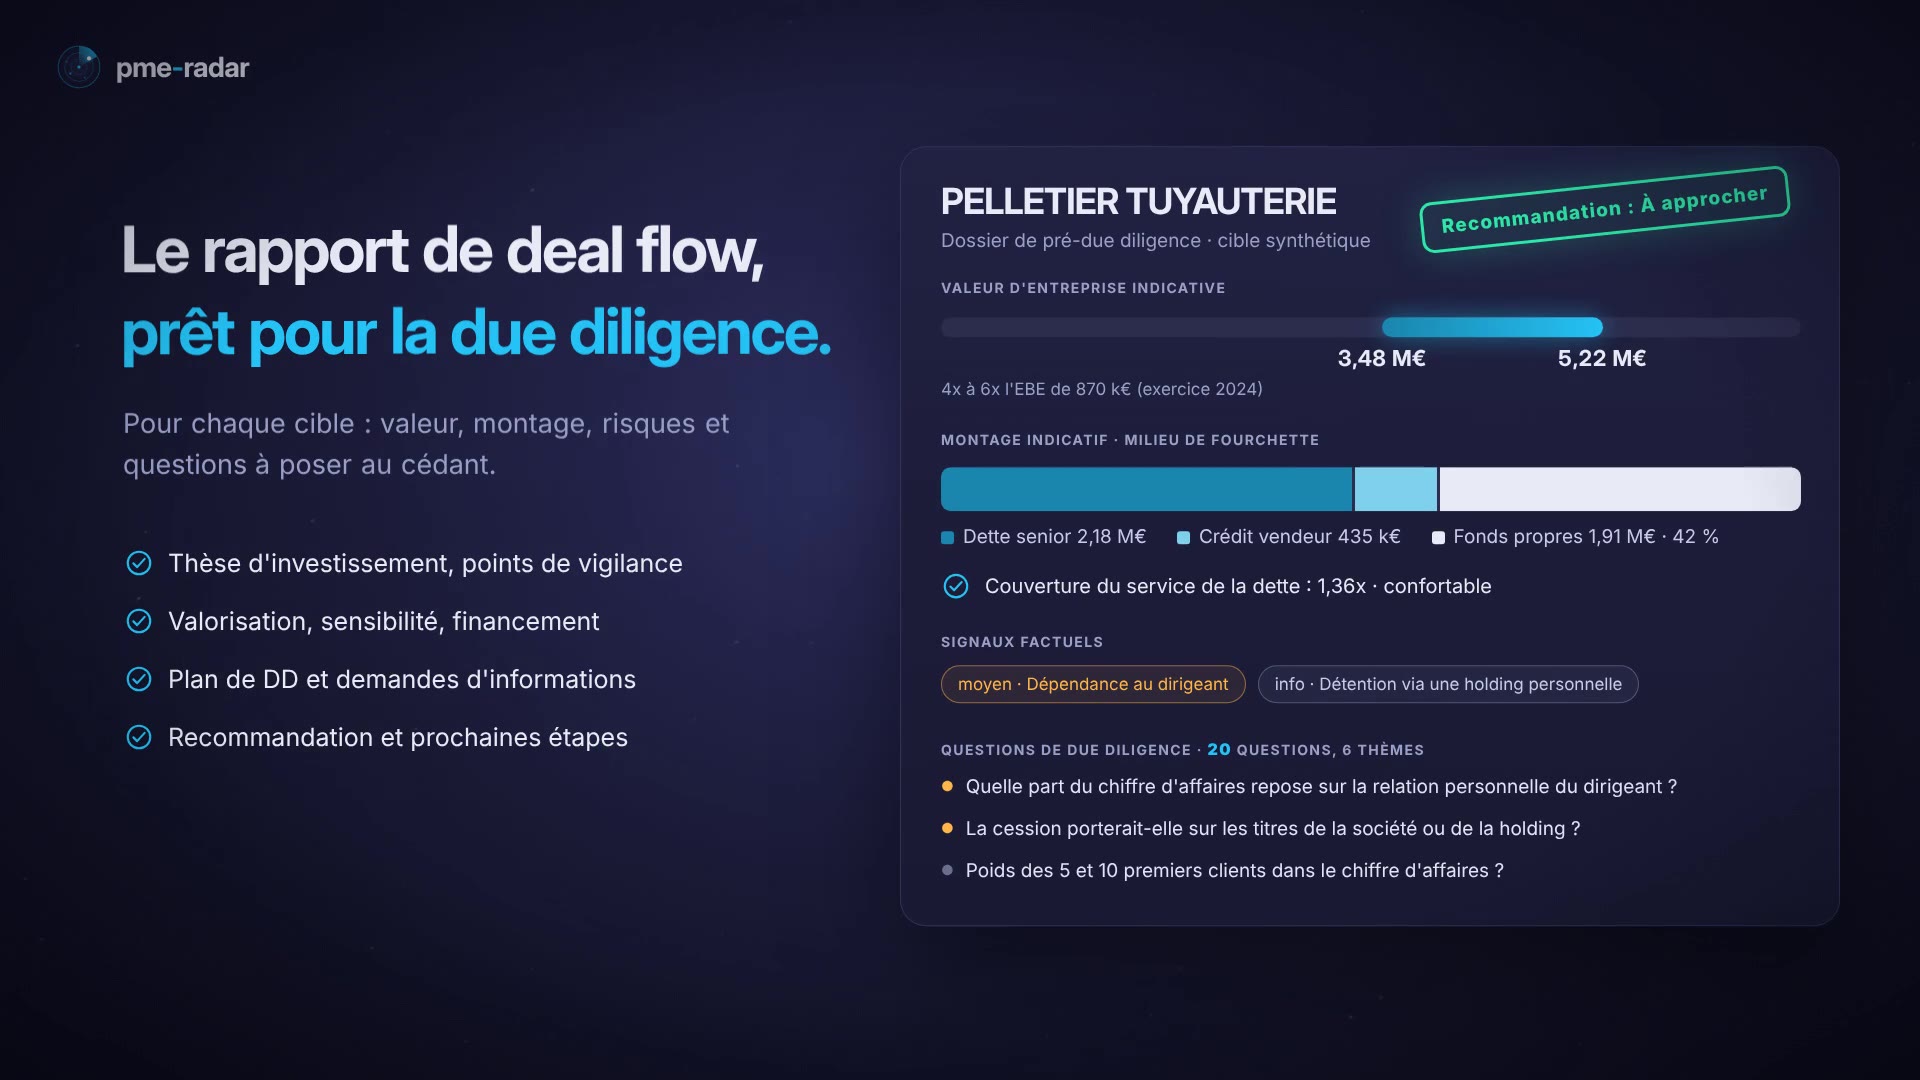 pme-radar
Le rapport de deal flow,
prêt pour la due diligence.
Pour chaque cible : valeur, montage, risques et
questions à poser au cédant.
Thèse d'investissement, points de vigilance
Valorisation, sensibilité, financement
Plan de DD et demandes d'informations
Recommandation et prochaines étapes
PELLETIER TUYAUTERIE
Recommandation : À approcher
Dossier de pré-due diligence · cible synthétique
VALEUR D'ENTREPRISE INDICATIVE
3,48 M€ 5,22 M€
4x à 6x l'EBE de 870 k€ (exercice 2024)
MONTAGE INDICATIF · MILIEU DE FOURCHETTE
Dette senior 2,18 M€ Crédit vendeur 435 k€ Fonds propres 1,91 M€ · 42 %
Couverture du service de la dette : 1,36x · confortable
SIGNAUX FACTUELS
moyen · Dépendance au dirigeant info · Détention via une holding personnelle
QUESTIONS DE DUE DILIGENCE · 20 QUESTIONS, 6 THÈMES
Quelle part du chiffre d'affaires repose sur la relation personnelle du dirigeant ?
La cession porterait-elle sur les titres de la société ou de la holding ?
Poids des 5 et 10 premiers clients dans le chiffre d'affaires ?